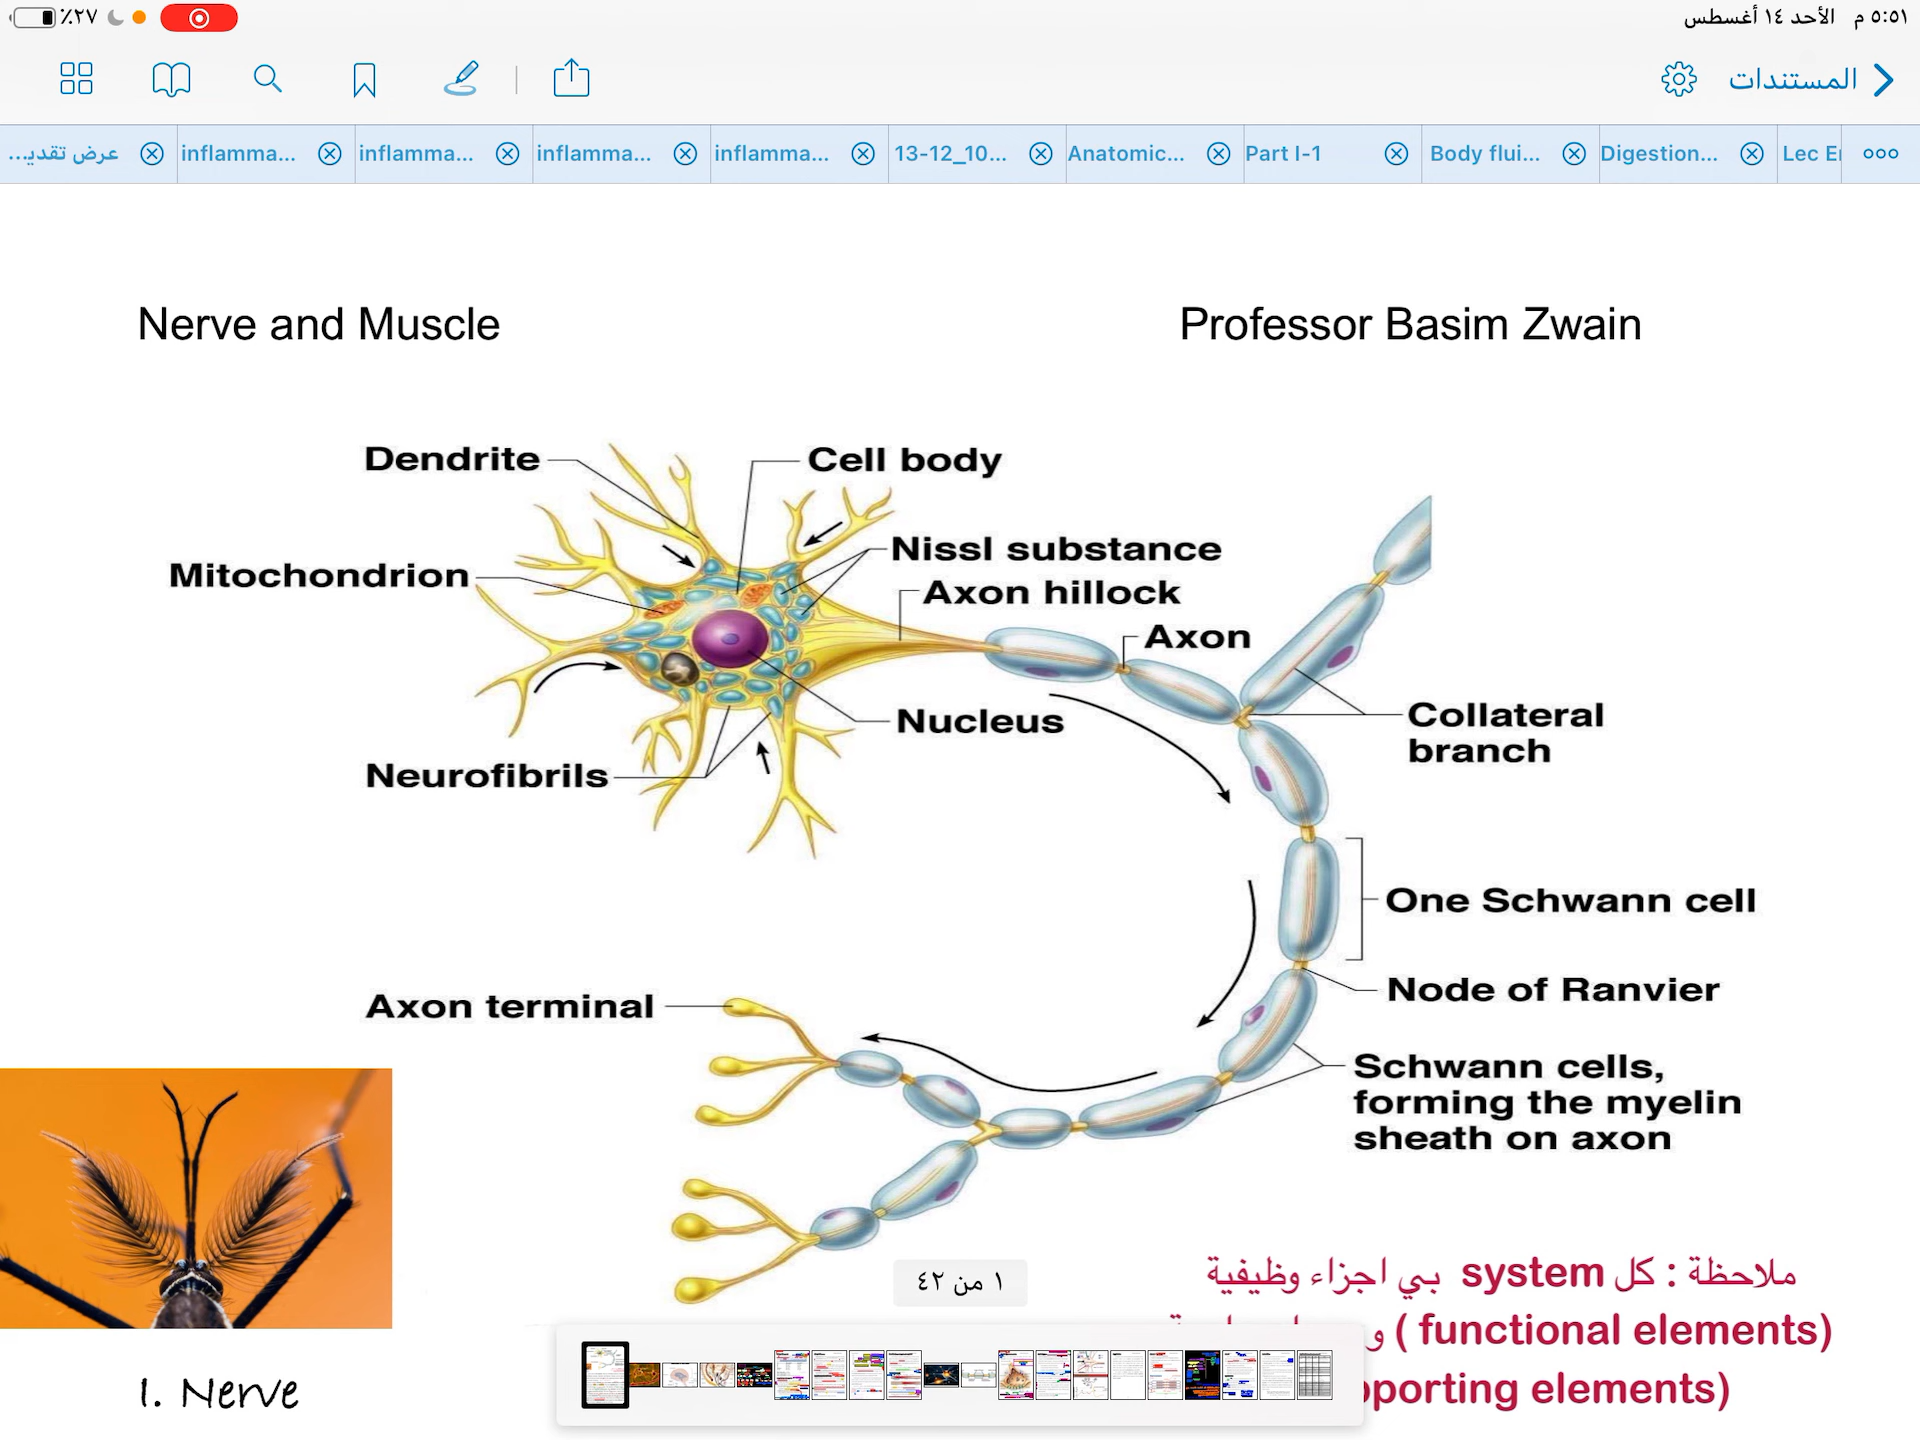 ٥:٥١ م الأحد ١٤ أغسطس
٪٢٧
المستندات
عرض تقديـ...
inflamma...
inflamma...
inflamma...
inflamma...
13-12_10...
Anatomic...
Part I-1
Body flui...
Digestion...
Lec
Nerve and Muscle
Professor Basim Zwain
Dendrite
Cell body
Nissl substance
Mitochondrion
Axon hillock
Axon
Nucleus
Collateral
branch
Neurofibrils
One Schwann cell
Node of Ranvier
Axon terminal
Schwann cells,
forming the myelin
sheath on axon
ملاحظة : كل system بي اجزاء وظيفية
(functional elements ) و
١ من ٤٢
porting elements)
I. Nerve